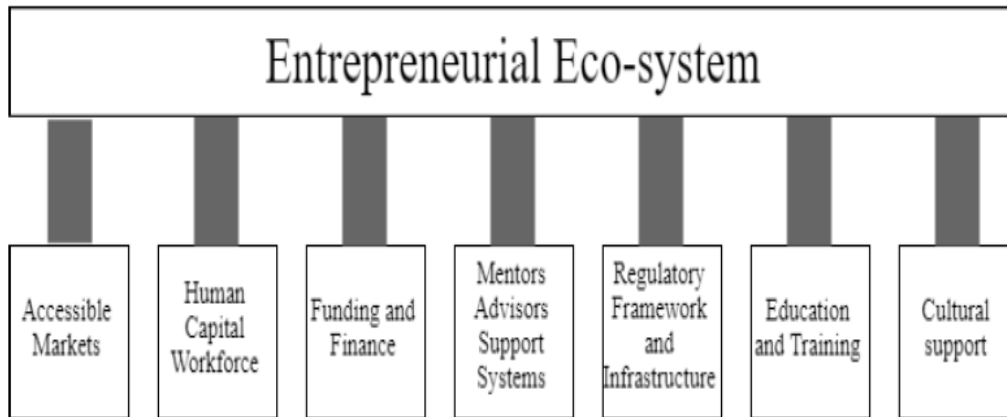 Entrepreneurial Eco-system
Accessible
Markets
Human
Capital
Workforce
Funding and
Finance
Mentors
Advisors
Support
Systems
Regulatory
Framework
and
Infrastructure
Education
and Training
Cultural
support